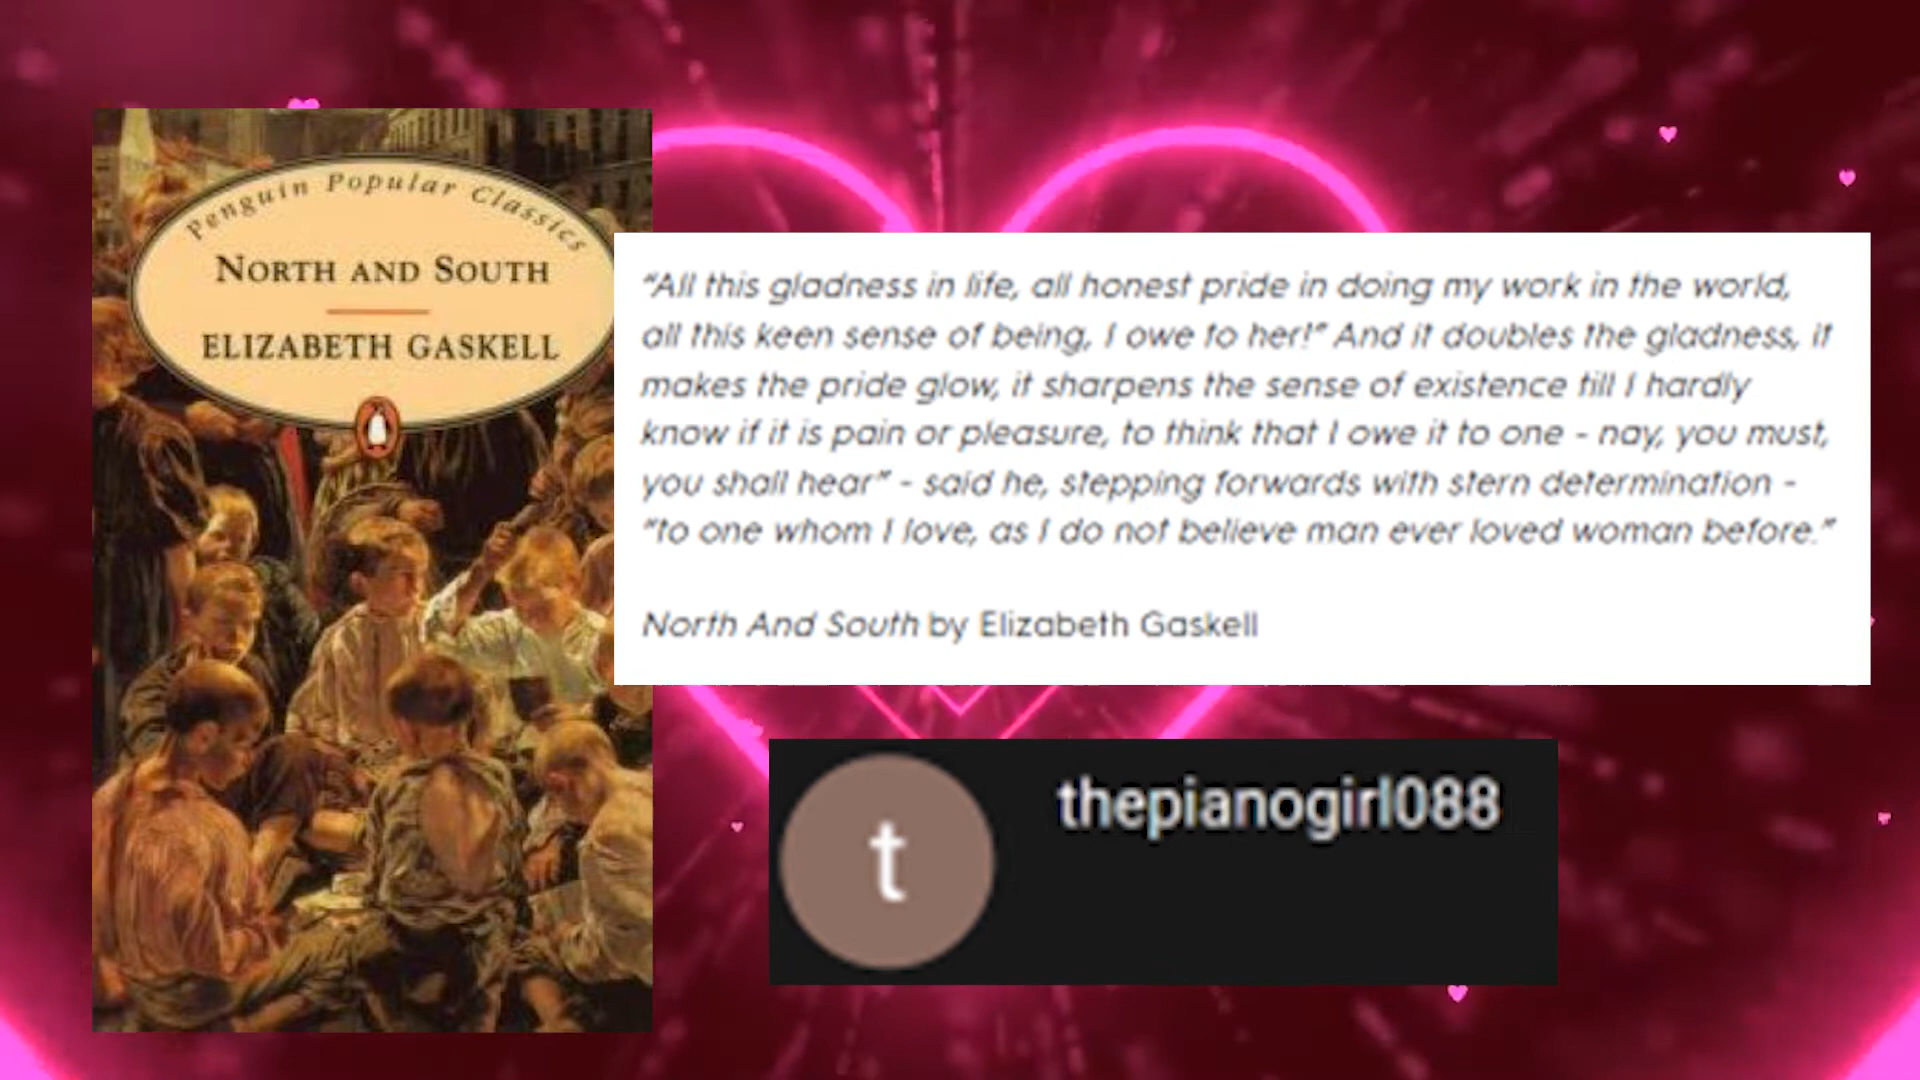 Penguin Popular Classics
NORTH AND SOUTH
ELIZABETH GASKELL
“All this gladness in life, all honest pride in doing my work in the world,
all this keen sense of being, I owe to her!” And it doubles the gladness, it
makes the pride glow, it sharpens the sense of existence till I hardly
know if it is pain or pleasure, to think that I owe it to one - nay, you must,
you shall hear” - said he, stepping forwards with stern determination -
“to one whom I love, as I do not believe man ever loved woman before.”
North And South by Elizabeth Gaskell
t
thepianogirl088